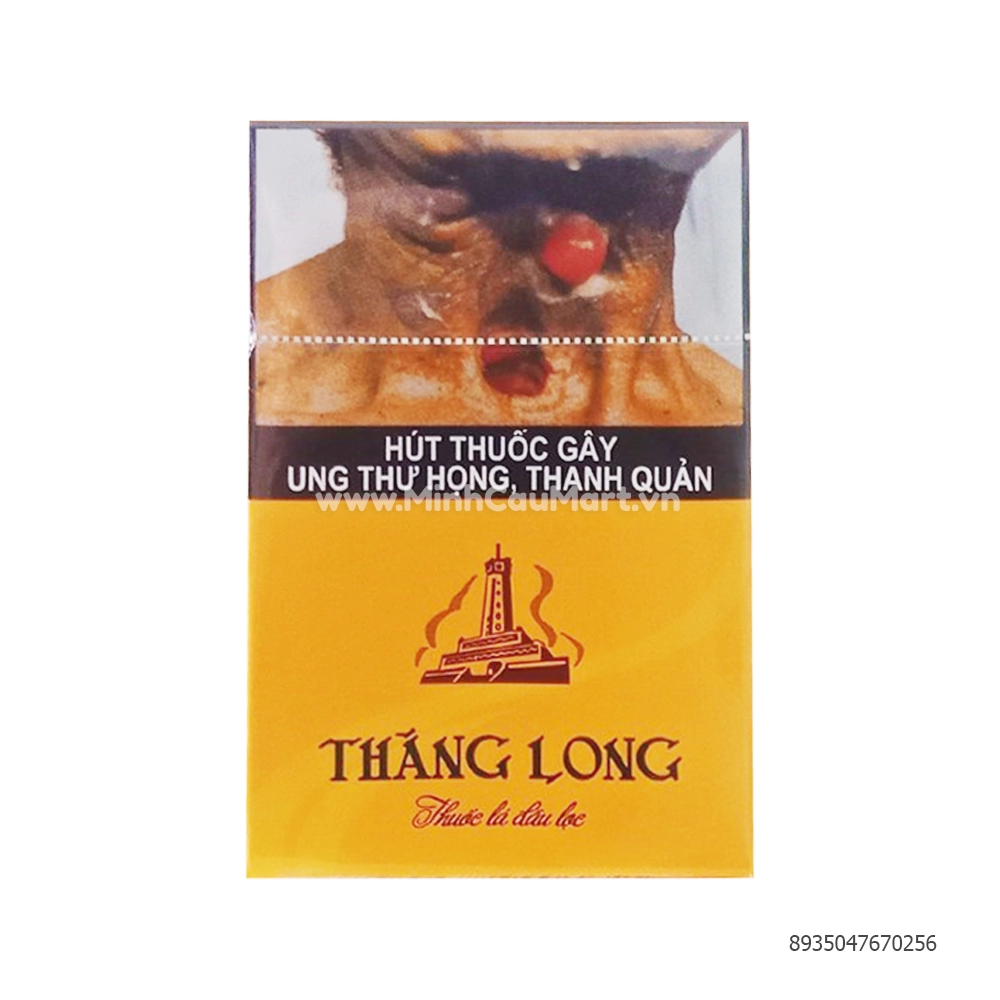 HÚT THUỐC GÂY
UNG THƯ HỌNG, THANH QUẢN
www.MinhCauMart.vn
THĂNG LONG
Thuốc lá đầu lọc
8935047670256